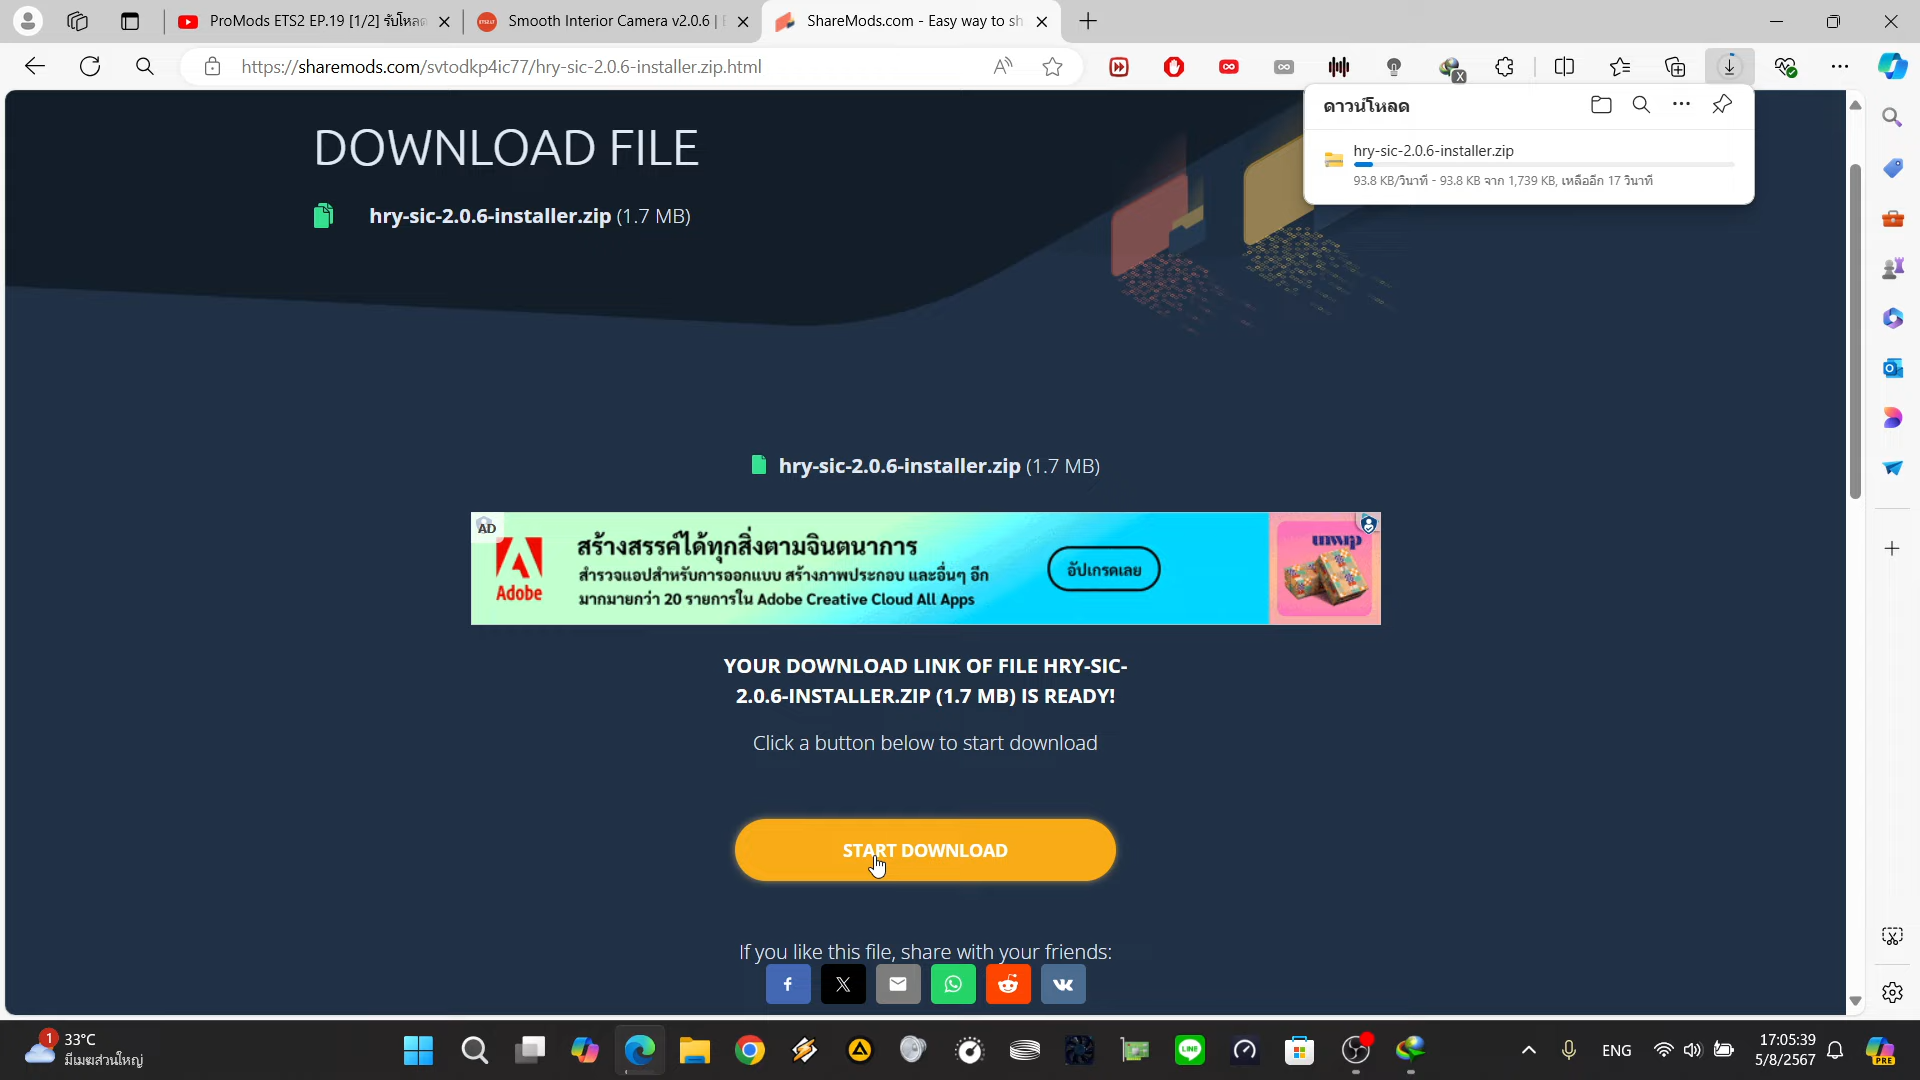 ProMods ETS2 EP.19 [1/2] รับโหลด
Smooth Interior Camera v2.0.6 |
ShareMods.com - Easy way to sh
https://sharemods.com/svtodkp4ic77/hry-sic-2.0.6-installer.zip.html
X
ดาวน์โหลด
hry-sic-2.0.6-installer.zip
93.8 KB/วินาที - 93.8 KB จาก 1,739 KB, เหลืออีก 17 วินาที
DOWNLOAD FILE
hry-sic-2.0.6-installer.zip (1.7 MB)
hry-sic-2.0.6-installer.zip (1.7 MB)
AD
Adobe
สร้างสรรค์ได้ทุกสิ่งตามจินตนาการ
สำรวจแอปสำหรับการออกแบบ สร้างภาพประกอบ และอื่นๆ อีก
มากมายกว่า 20 รายการใน Adobe Creative Cloud All Apps
อัปเกรดเลย
YOUR DOWNLOAD LINK OF FILE HRY-SIC-
2.0.6-INSTALLER.ZIP (1.7 MB) IS READY!
Click a button below to start download
START DOWNLOAD
If you like this file, share with your friends:
1
33°C
มีเมฆส่วนใหญ่
LINE
ENG
17:05:39
5/8/2567
PRE